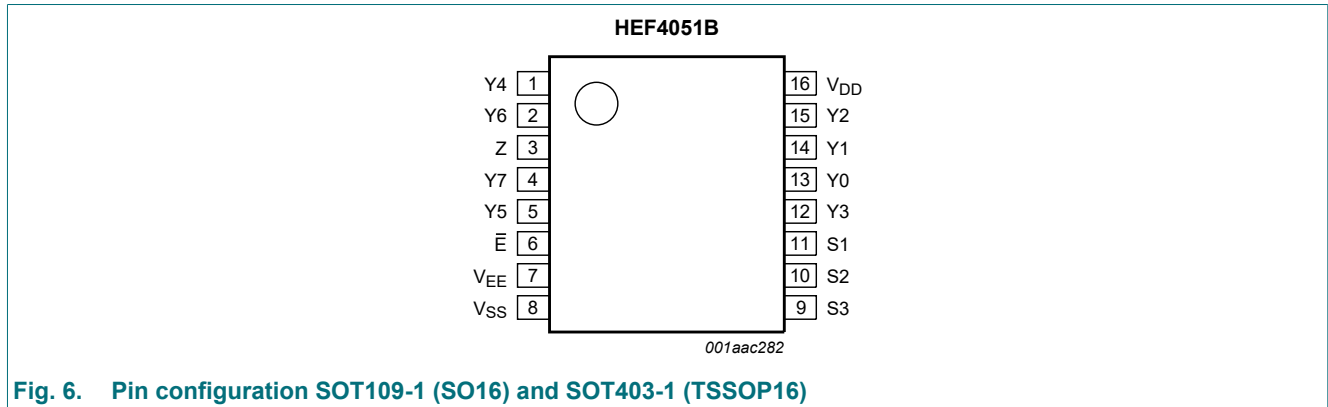 HEF4051B
Y4 1 16 VDD
Y6 2 15 Y2
Z 3 14 Y1
Y7 4 13 Y0
Y5 5 12 Y3
E̅ 6 11 S1
VEE 7 10 S2
VSS 8 9 S3
001aac282
Fig. 6. Pin configuration SOT109-1 (SO16) and SOT403-1 (TSSOP16)